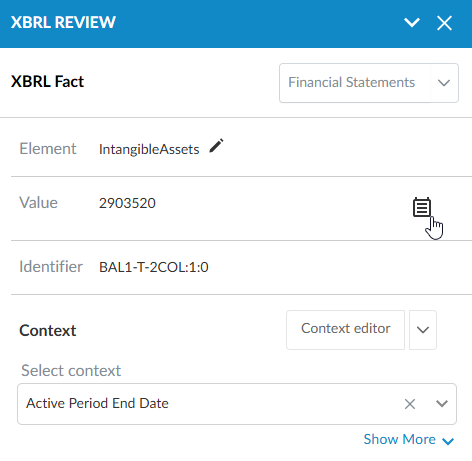 XBRL REVIEW
XBRL Fact
Financial Statements
Element IntangibleAssets
Value 2903520
Identifier BAL1-T-2COL:1:0
Context
Context editor
Select context
Active Period End Date
Show More